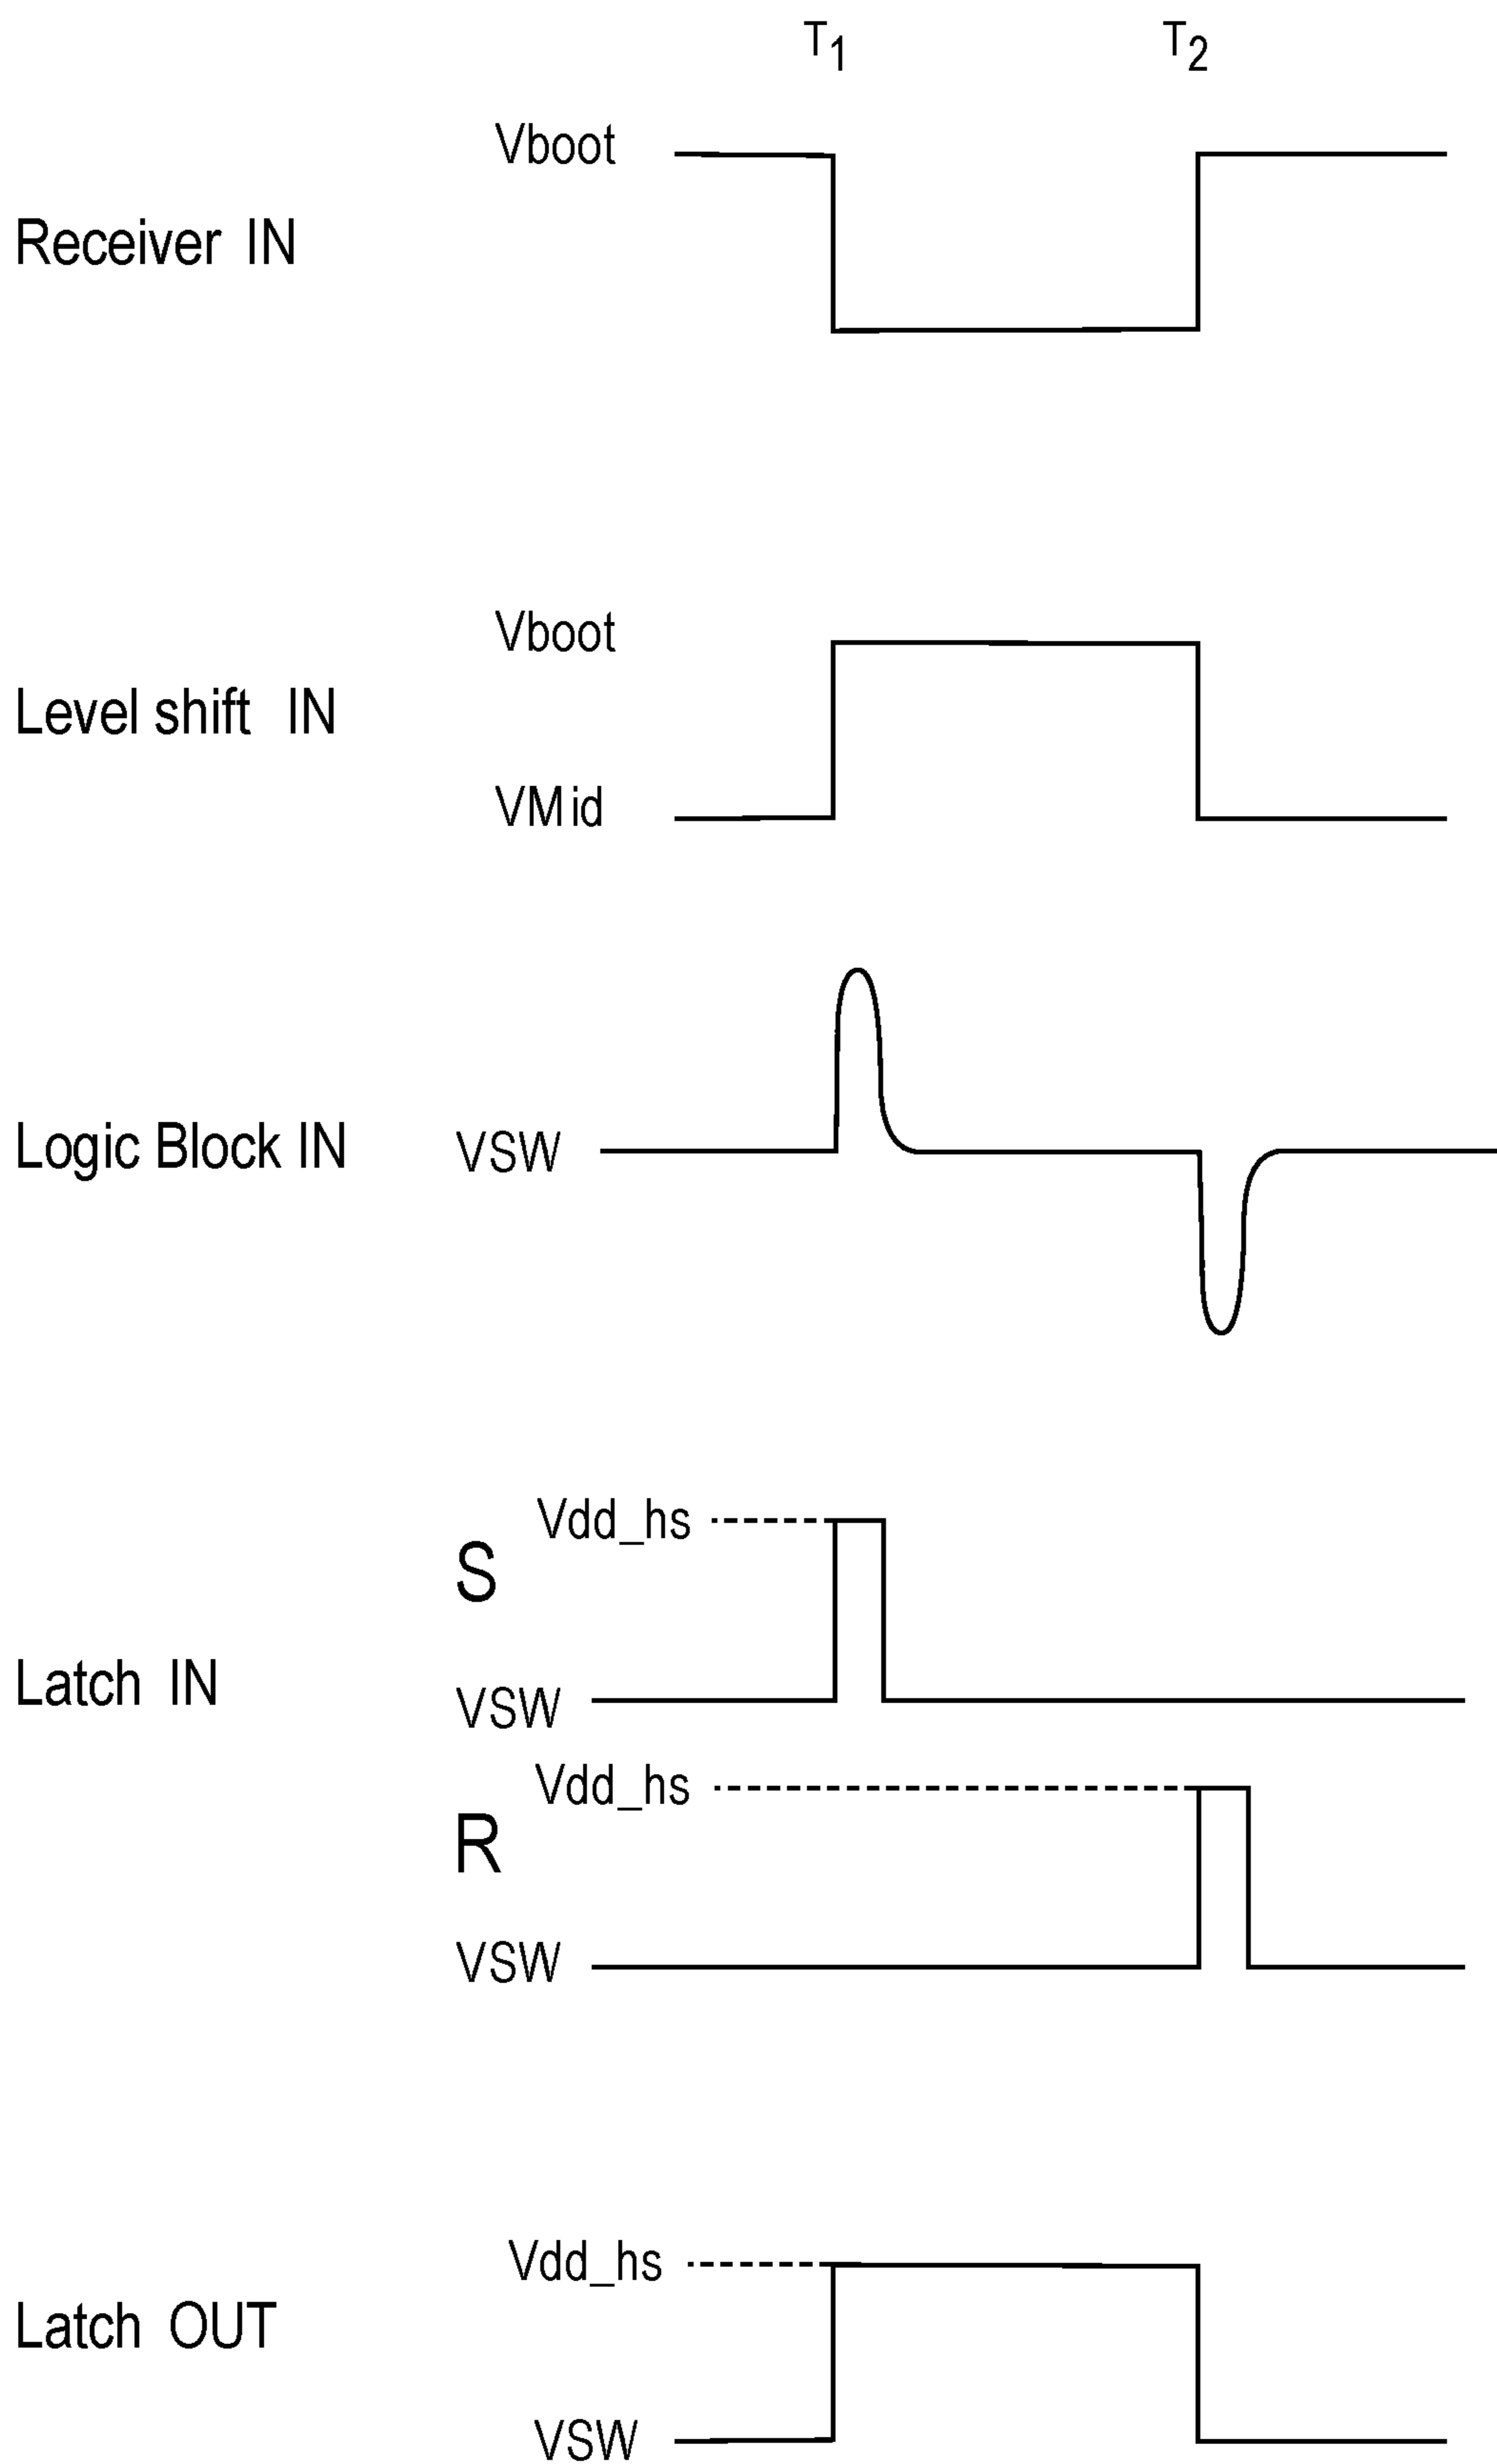 T1 T2
Vboot
Receiver IN
Vboot
Level shift IN
VMid
Logic Block IN VSW
Vdd_hs
S
Latch IN
VSW
Vdd_hs
R
VSW
Vdd_hs
Latch OUT
VSW